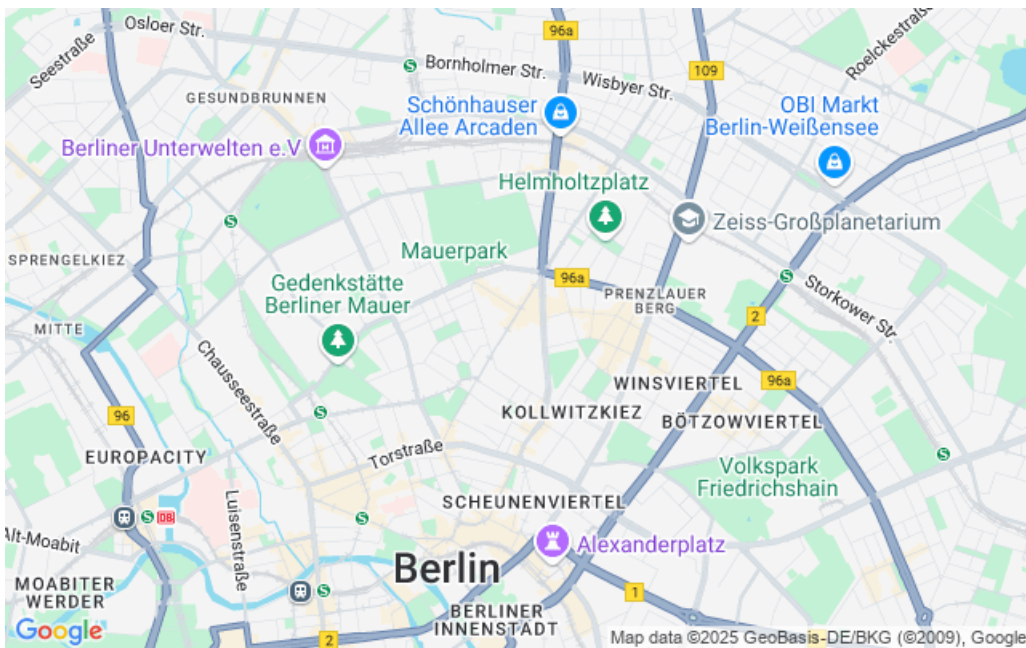 Osloer Str.
96a
Seestraße
Bornholmer Str.
Wisbyer Str.
109
Roelckestraße
GESUNDBRUNNEN
Schönhauser
Allee Arcaden
OBI Markt
Berlin-Weißensee
Berliner Unterwelten e.V
Helmholtzplatz
Zeiss-Großplanetarium
Mauerpark
SPRENGELKIEZ
Gedenkstätte
Berliner Mauer
96a
PRENZLAUER
BERG
Storkower Str.
MITTE
2
Chausseestraße
WINSVIERTEL
96a
96
KOLLWITZKIEZ
BÖTZOWVIERTEL
EUROPACITY
Torstraße
Volkspark
Friedrichshain
SCHEUNENVIERTEL
Luisenstraße
DB
Alt-Moabit
Alexanderplatz
Berlin
MOABITER
WERDER
1
BERLINER
INNENSTADT
Google
2
Map data ©2025 GeoBasis-DE/BKG (©2009), Google